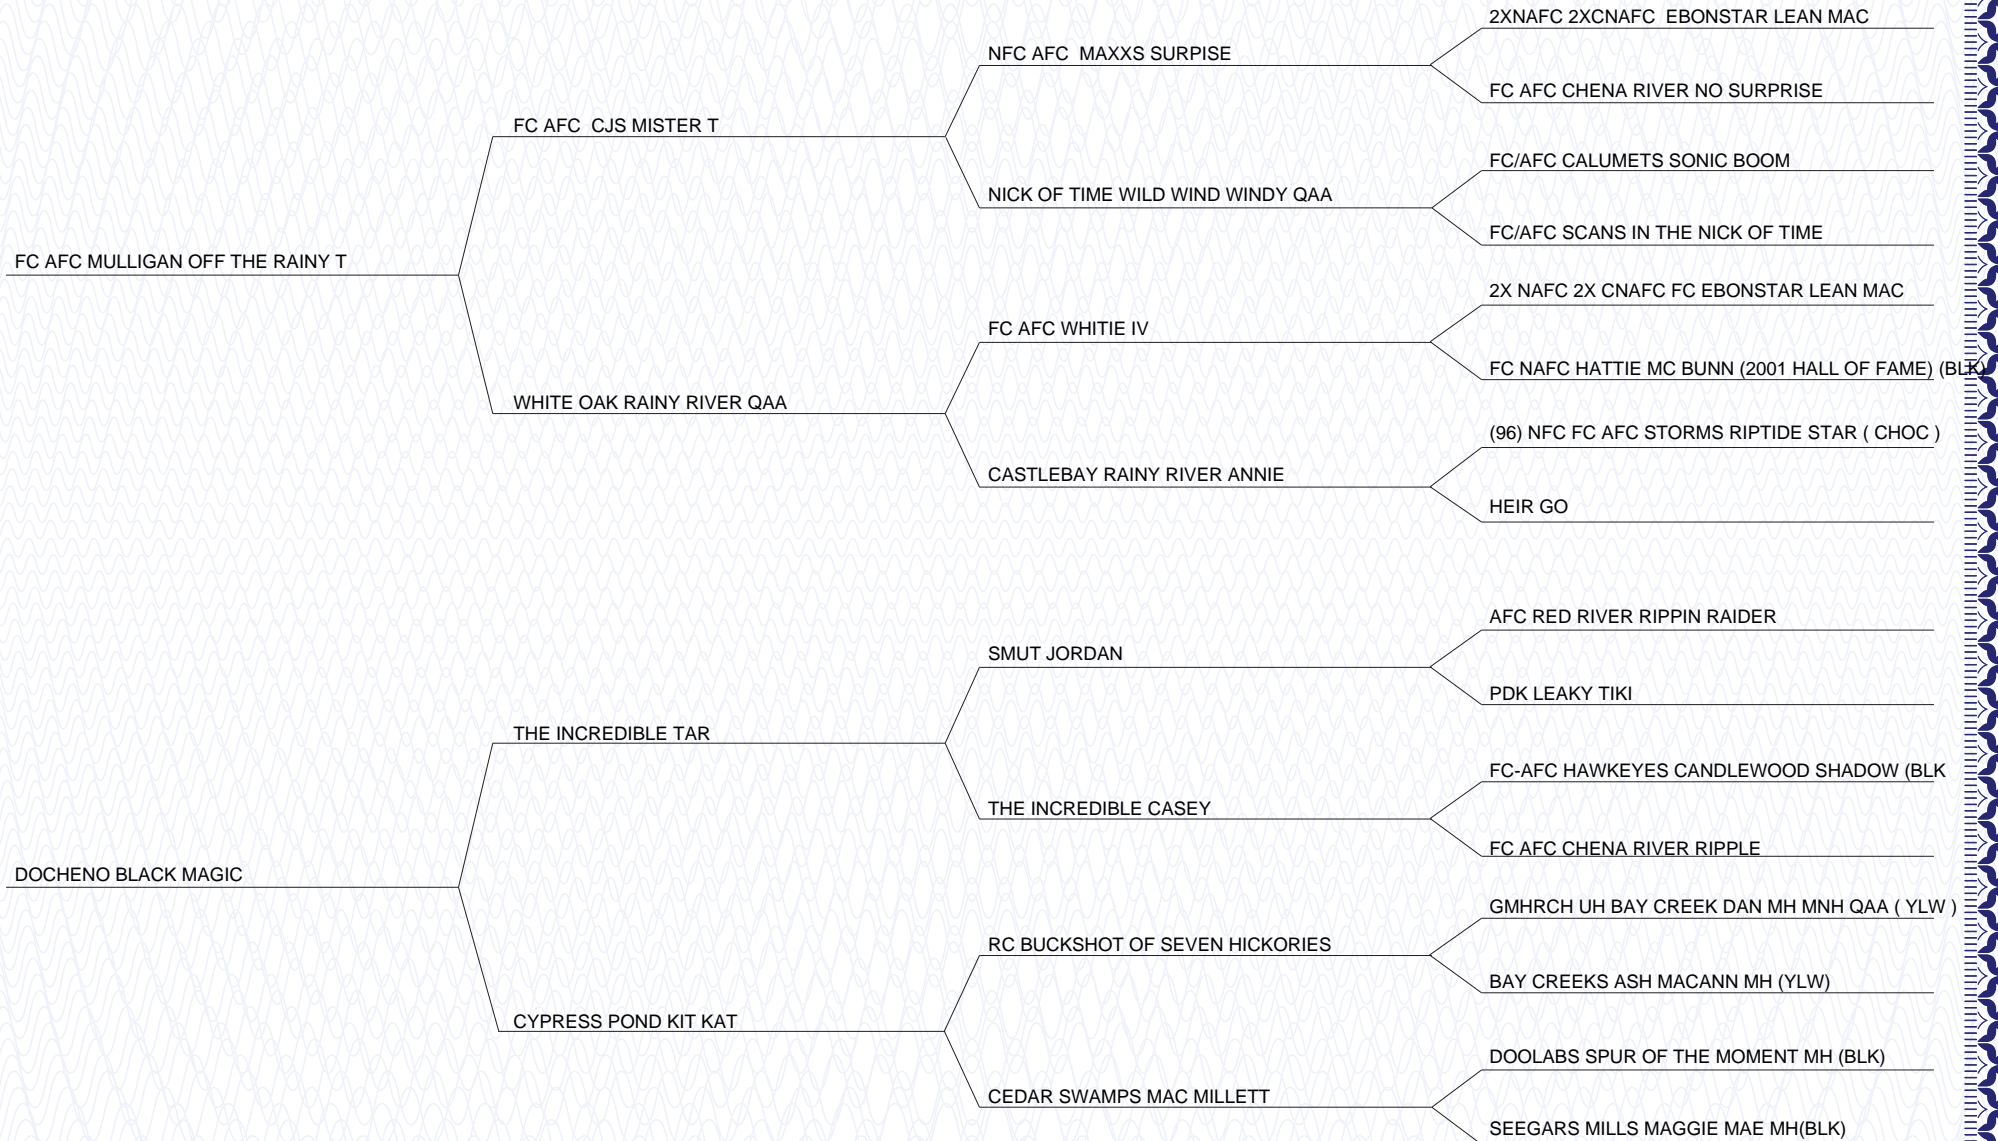 2XNAFC 2XCNAFC  EBONSTAR LEAN MAC
NFC AFC  MAXXS SURPISE
FC AFC CHENA RIVER NO SURPRISE
FC AFC  CJS MISTER T
FC/AFC CALUMETS SONIC BOOM
NICK OF TIME WILD WIND WINDY QAA
FC/AFC SCANS IN THE NICK OF TIME
FC AFC MULLIGAN OFF THE RAINY T
2X NAFC 2X CNAFC FC EBONSTAR LEAN MAC
FC AFC WHITIE IV
FC NAFC HATTIE MC BUNN (2001 HALL OF FAME) (BLK)
WHITE OAK RAINY RIVER QAA
(96) NFC FC AFC STORMS RIPTIDE STAR ( CHOC )
CASTLEBAY RAINY RIVER ANNIE
HEIR GO
AFC RED RIVER RIPPIN RAIDER
SMUT JORDAN
PDK LEAKY TIKI
THE INCREDIBLE TAR
FC-AFC HAWKEYES CANDLEWOOD SHADOW (BLK
THE INCREDIBLE CASEY
FC AFC CHENA RIVER RIPPLE
DOCHENO BLACK MAGIC
GMHRCH UH BAY CREEK DAN MH MNH QAA ( YLW )
RC BUCKSHOT OF SEVEN HICKORIES
BAY CREEKS ASH MACANN MH (YLW)
CYPRESS POND KIT KAT
DOOLABS SPUR OF THE MOMENT MH (BLK)
CEDAR SWAMPS MAC MILLETT
SEEGARS MILLS MAGGIE MAE MH(BLK)